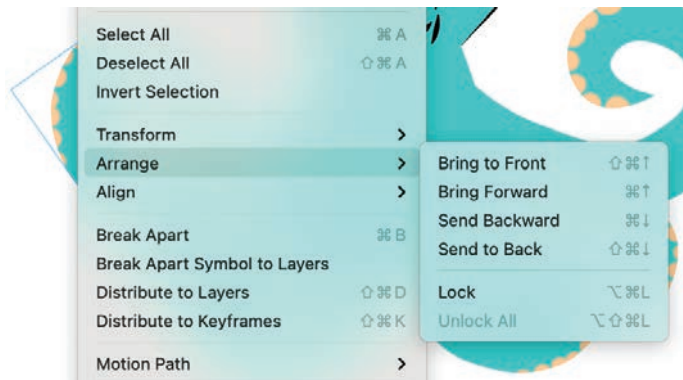 Select All ⌘ A
Deselect All ⇧ ⌘ A
Invert Selection
Transform
Arrange
Align
Break Apart ⌘ B
Break Apart Symbol to Layers
Distribute to Layers ⇧ ⌘ D
Distribute to Keyframes ⇧ ⌘ K
Motion Path
Bring to Front ⇧⌘↑
Bring Forward ⌘↑
Send Backward ⌘↓
Send to Back ⇧⌘↓
Lock ⌥⌘L
Unlock All ⌥⇧⌘L